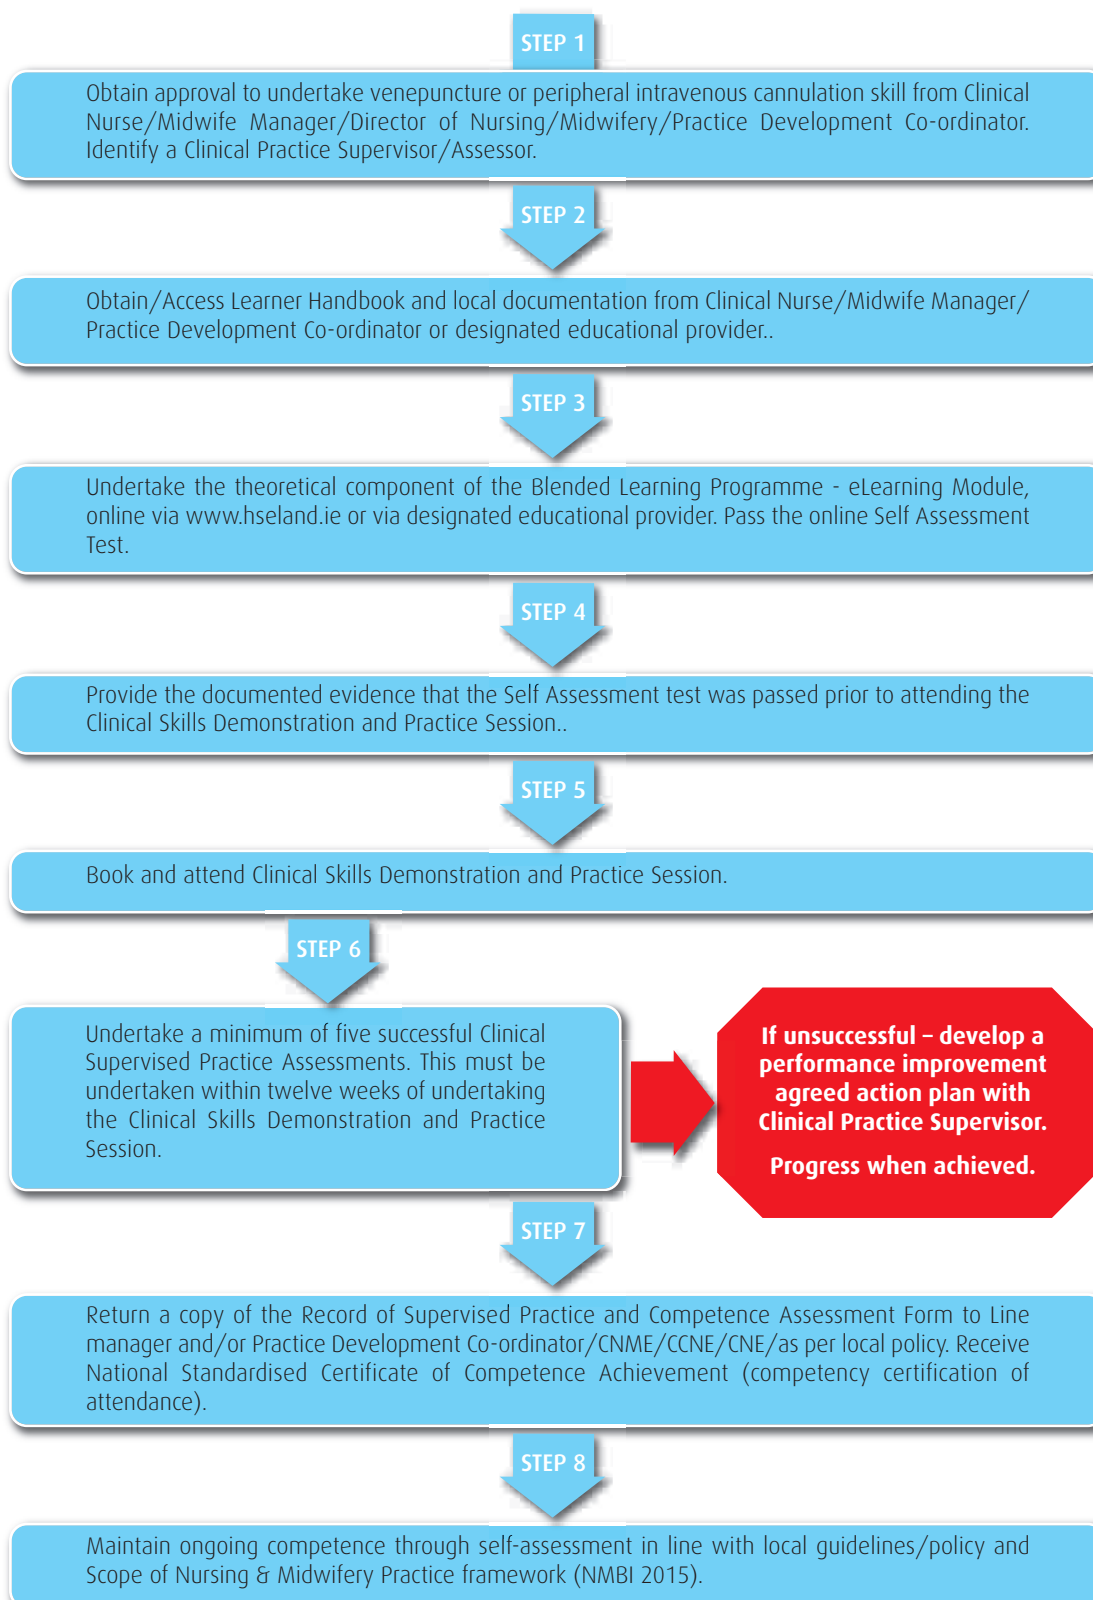 STEP 1
Obtain approval to undertake venepuncture or peripheral intravenous cannulation skill from Clinical
Nurse/Midwife Manager/Director of Nursing/Midwifery/Practice Development Co-ordinator.
Identify a Clinical Practice Supervisor/Assessor.
STEP 2
Obtain/Access Learner Handbook and local documentation from Clinical Nurse/Midwife Manager/
Practice Development Co-ordinator or designated educational provider..
STEP 3
Undertake the theoretical component of the Blended Learning Programme - eLearning Module,
online via www.hseland.ie or via designated educational provider. Pass the online Self Assessment
Test.
STEP 4
Provide the documented evidence that the Self Assessment test was passed prior to attending the
Clinical Skills Demonstration and Practice Session..
STEP 5
Book and attend Clinical Skills Demonstration and Practice Session.
STEP 6
Undertake a minimum of five successful Clinical
Supervised Practice Assessments. This must be
undertaken within twelve weeks of undertaking
the Clinical Skills Demonstration and Practice
Session.
If unsuccessful – develop a
performance improvement
agreed action plan with
Clinical Practice Supervisor.
Progress when achieved.
STEP 7
Return a copy of the Record of Supervised Practice and Competence Assessment Form to Line
manager and/or Practice Development Co-ordinator/CNME/CCNE/CNE/as per local policy. Receive
National Standardised Certificate of Competence Achievement (competency certification of
attendance).
STEP 8
Maintain ongoing competence through self-assessment in line with local guidelines/policy and
Scope of Nursing & Midwifery Practice framework (NMBI 2015).